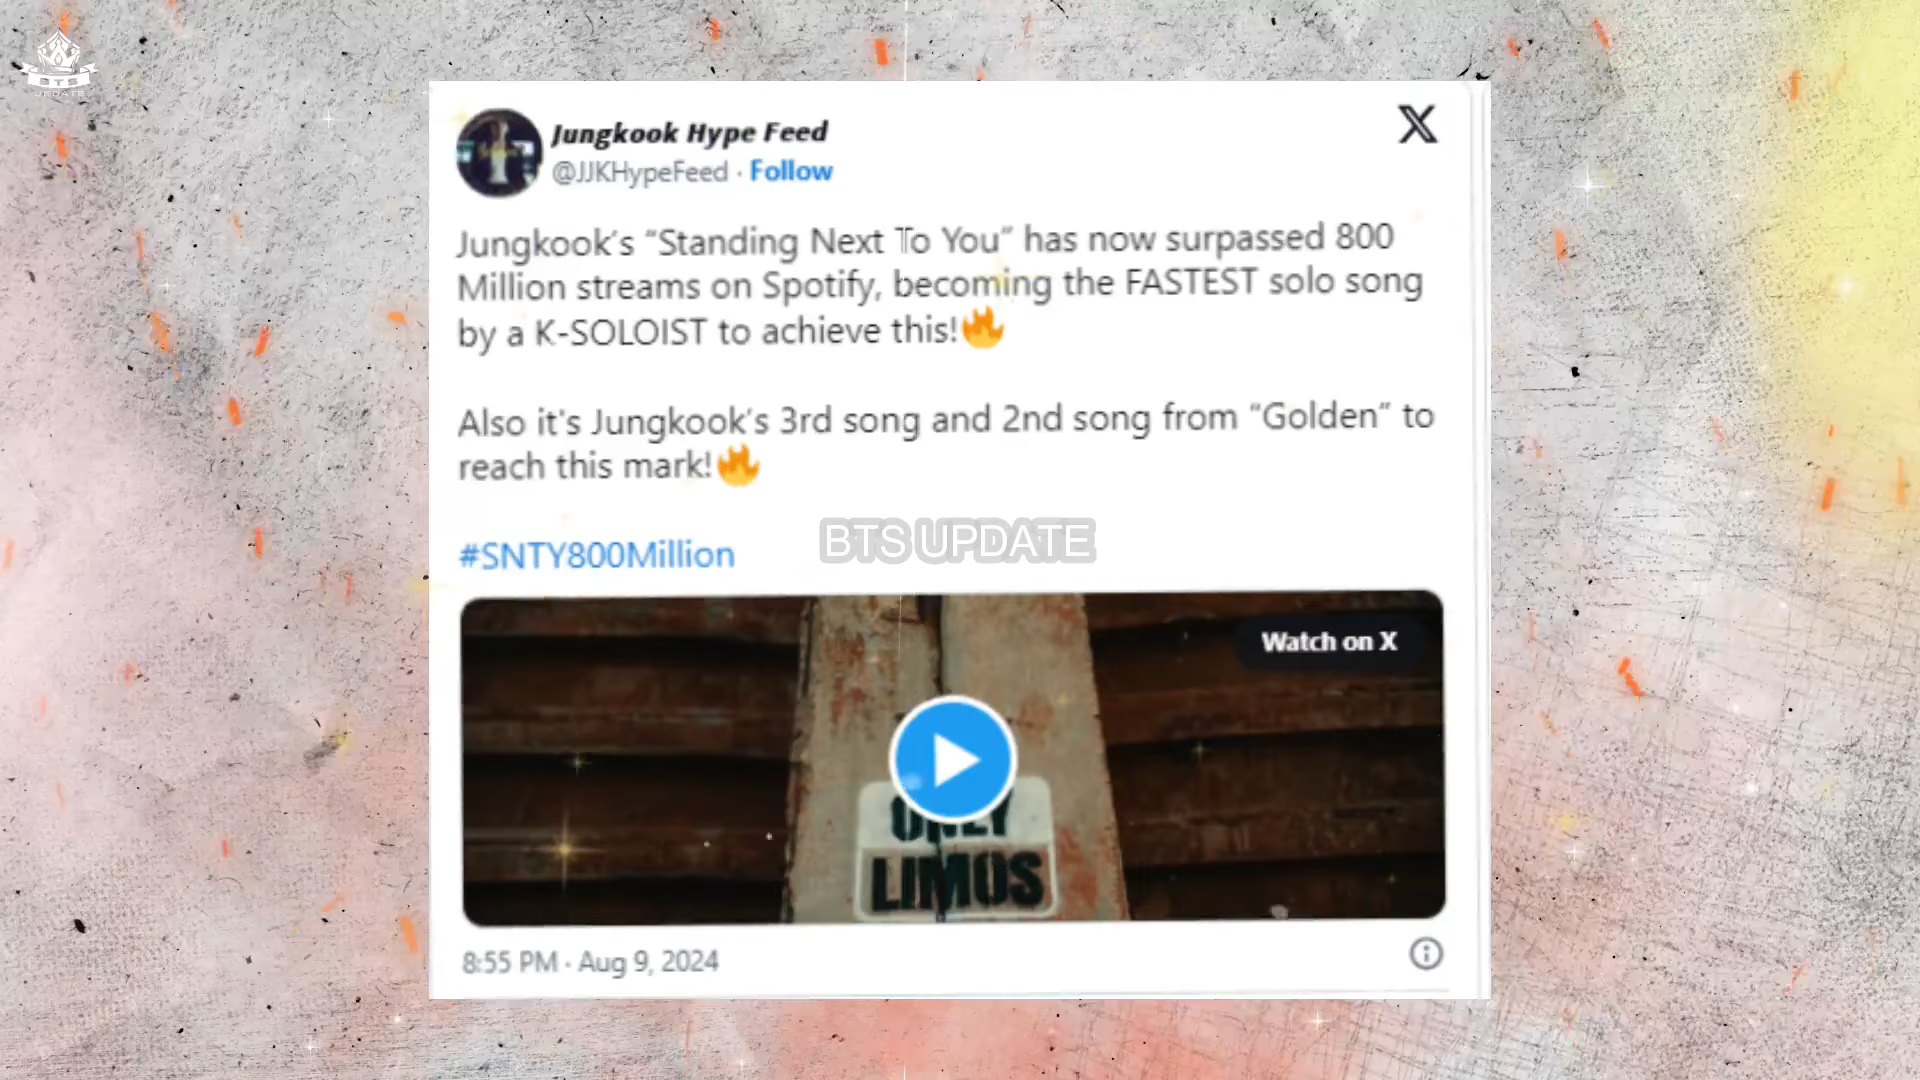 BTS
UPDATE
Jungkook Hype Feed
@JJKHypeFeed · Follow
Jungkook's “Standing Next To You” has now surpassed 800
Million streams on Spotify, becoming the FASTEST solo song
by a K-SOLOIST to achieve this!🔥
Also it's Jungkook's 3rd song and 2nd song from “Golden” to
reach this mark!🔥
#SNTY800Million
BTS UPDATE
Watch on X
ONLY
LIMOS
8:55 PM · Aug 9, 2024